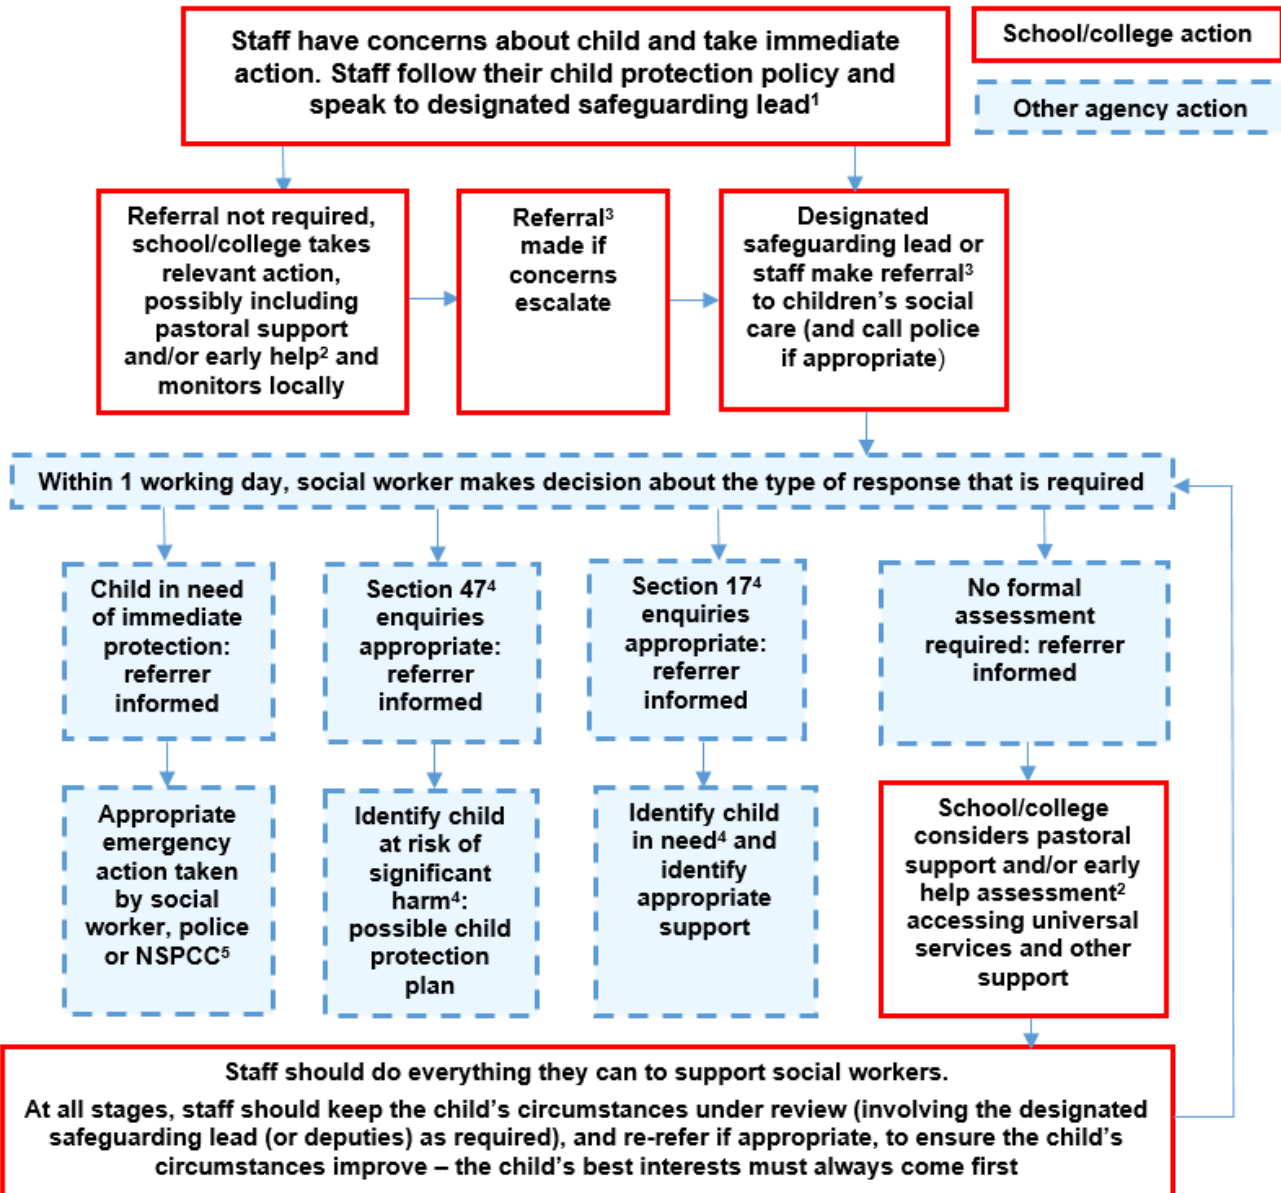 Staff have concerns about child and take immediate
action. Staff follow their child protection policy and
speak to designated safeguarding lead¹
School/college action
Other agency action
Referral not required,
school/college takes
relevant action,
possibly including
pastoral support
and/or early help² and
monitors locally
Referral³
made if
concerns
escalate
Designated
safeguarding lead or
staff make referral³
to children’s social
care (and call police
if appropriate)
Within 1 working day, social worker makes decision about the type of response that is required
Child in need
of immediate
protection:
referrer
informed
Section 47⁴
enquiries
appropriate:
referrer
informed
Section 17⁴
enquiries
appropriate:
referrer
informed
No formal
assessment
required: referrer
informed
Appropriate
emergency
action taken
by social
worker, police
or NSPCC⁵
Identify child
at risk of
significant
harm⁴:
possible child
protection
plan
Identify child
in need⁴ and
identify
appropriate
support
School/college
considers pastoral
support and/or early
help assessment²
accessing universal
services and other
support
Staff should do everything they can to support social workers.
At all stages, staff should keep the child’s circumstances under review (involving the designated
safeguarding lead (or deputies) as required), and re-refer if appropriate, to ensure the child’s
circumstances improve – the child’s best interests must always come first